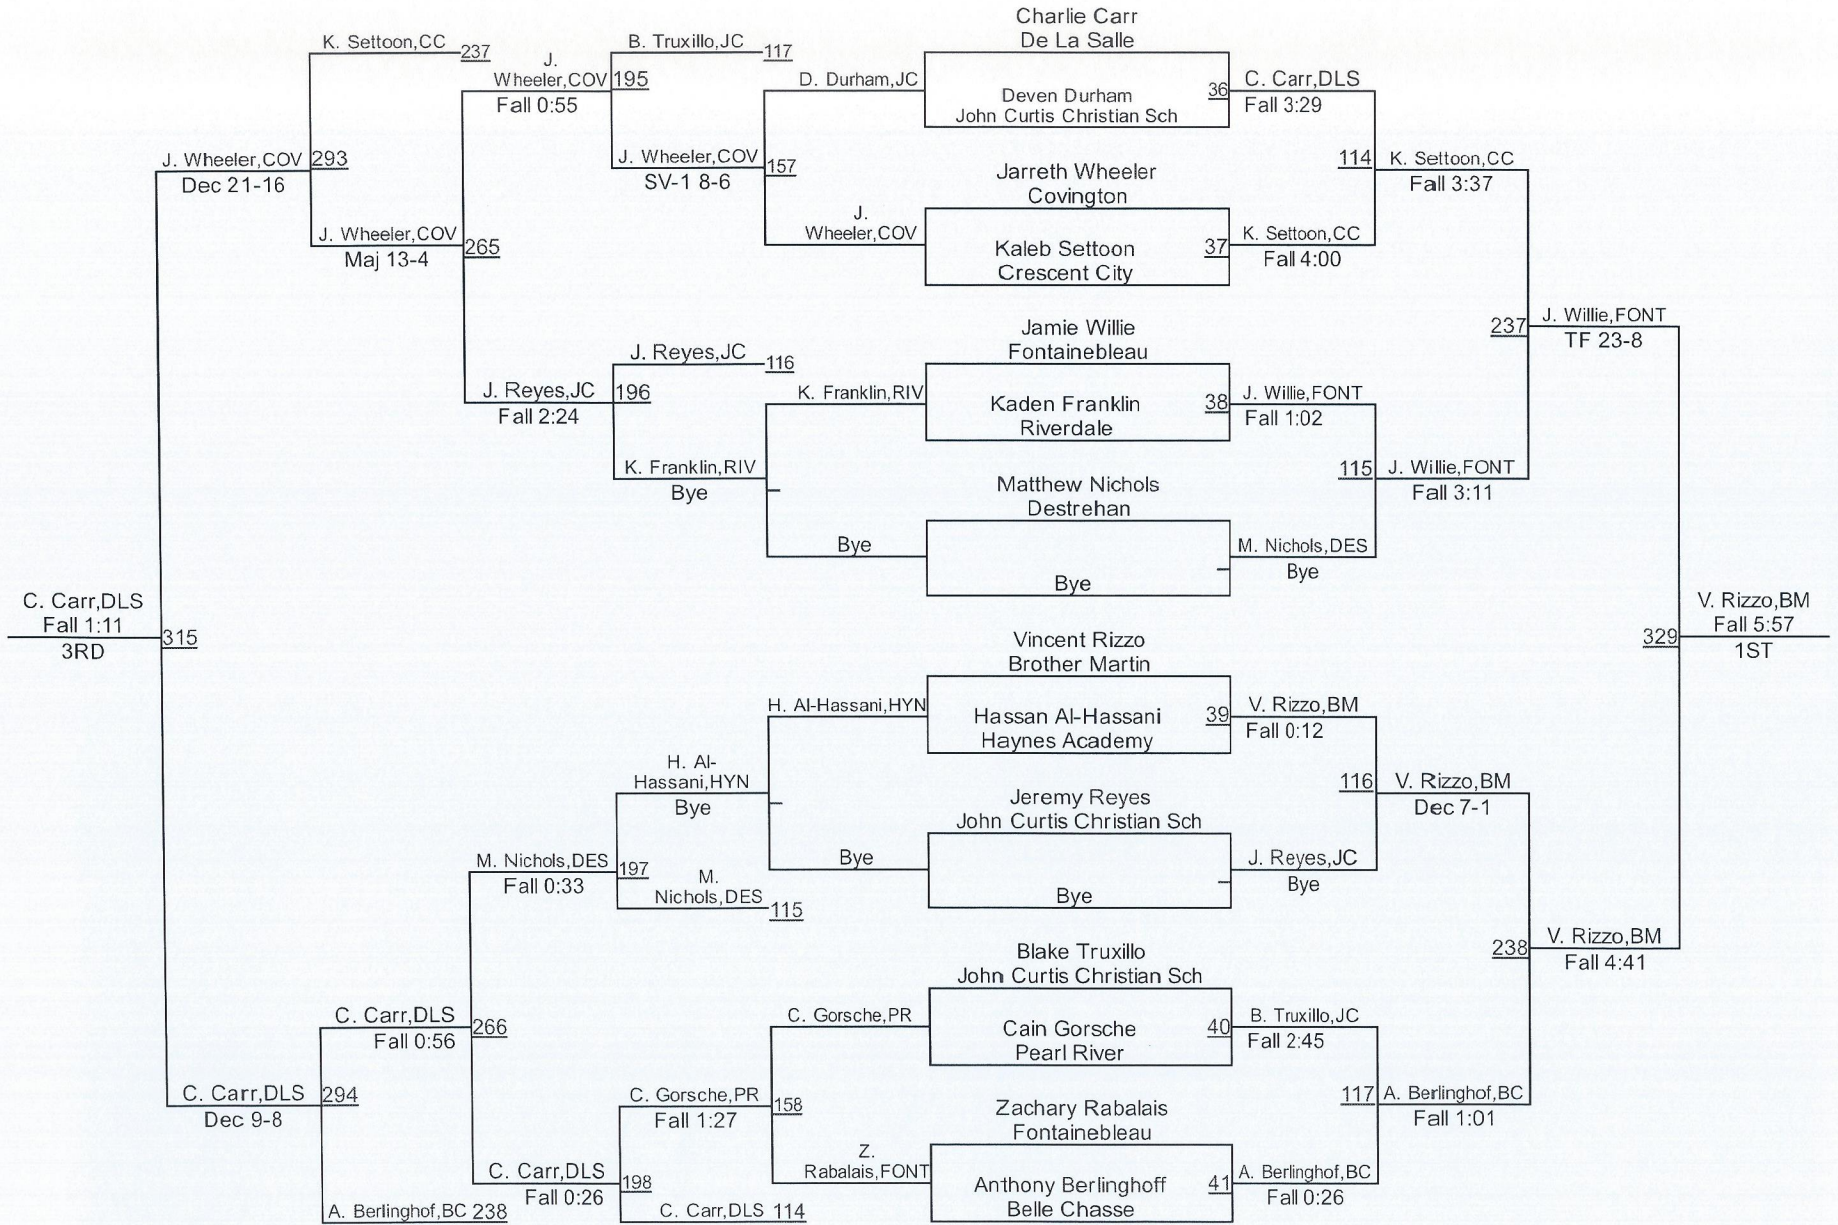 Charlie Carr
De La Salle
K. Settoon,CC
237
J.
Wheeler,COV
195
Fall 0:55
B. Truxillo,JC
117
D. Durham,JC
Deven Durham
John Curtis Christian Sch
36
C. Carr,DLS
Fall 3:29
J. Wheeler,COV
293
Dec 21-16
J. Wheeler,COV
157
SV-1 8-6
Jarreth Wheeler
Covington
114
K. Settoon,CC
Fall 3:37
J. Wheeler,COV
265
Maj 13-4
J.
Wheeler,COV
Kaleb Settoon
Crescent City
37
K. Settoon,CC
Fall 4:00
Jamie Willie
Fontainebleau
237
J. Willie,FONT
TF 23-8
J. Reyes,JC
116
J. Reyes,JC
196
Fall 2:24
K. Franklin,RIV
Kaden Franklin
Riverdale
38
J. Willie,FONT
Fall 1:02
K. Franklin,RIV
Bye
Matthew Nichols
Destrehan
115
J. Willie,FONT
Fall 3:11
Bye
Bye
M. Nichols,DES
Bye
C. Carr,DLS
Fall 1:11
3RD
315
Vincent Rizzo
Brother Martin
329
V. Rizzo,BM
Fall 5:57
1ST
H. Al-Hassani,HYN
Hassan Al-Hassani
Haynes Academy
39
V. Rizzo,BM
Fall 0:12
H. Al-
Hassani,HYN
Bye
Jeremy Reyes
John Curtis Christian Sch
116
V. Rizzo,BM
Dec 7-1
M. Nichols,DES
197
Fall 0:33
M.
Nichols,DES
115
Bye
Bye
J. Reyes,JC
Bye
Blake Truxillo
John Curtis Christian Sch
238
V. Rizzo,BM
Fall 4:41
C. Carr,DLS
266
Fall 0:56
C. Gorsche,PR
Cain Gorsche
Pearl River
40
B. Truxillo,JC
Fall 2:45
C. Carr,DLS
294
Dec 9-8
C. Gorsche,PR
158
Fall 1:27
Zachary Rabalais
Fontainebleau
117
A. Berlinghof,BC
Fall 1:01
C. Carr,DLS
198
Fall 0:26
Z.
Rabalais,FONT
Anthony Berlinghoff
Belle Chasse
41
A. Berlinghof,BC
Fall 0:26
A. Berlinghof,BC
238
C. Carr,DLS
114